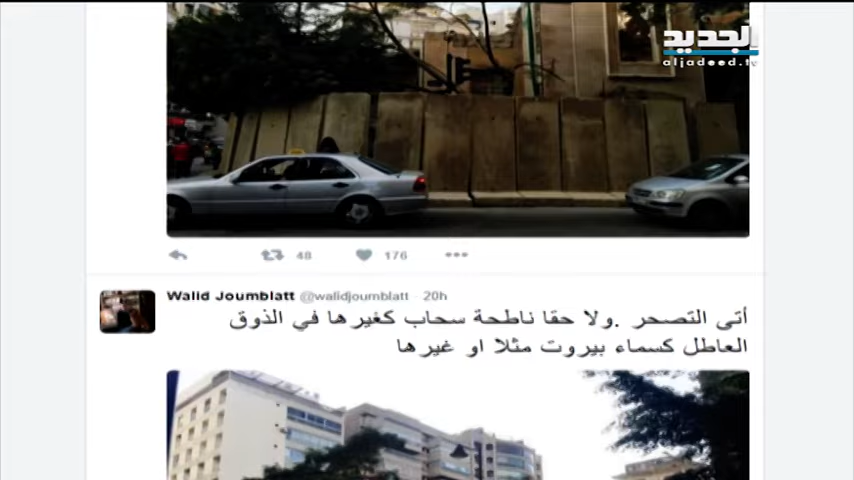 الجديد
aljadeed.tv
48 176
Walid Joumblatt @walidjoumblatt · 20h
أتى التصحر .ولا حقا ناطحة سحاب كغيرها في الذوق
العاطل كسماء بيروت مثلا او غيرها